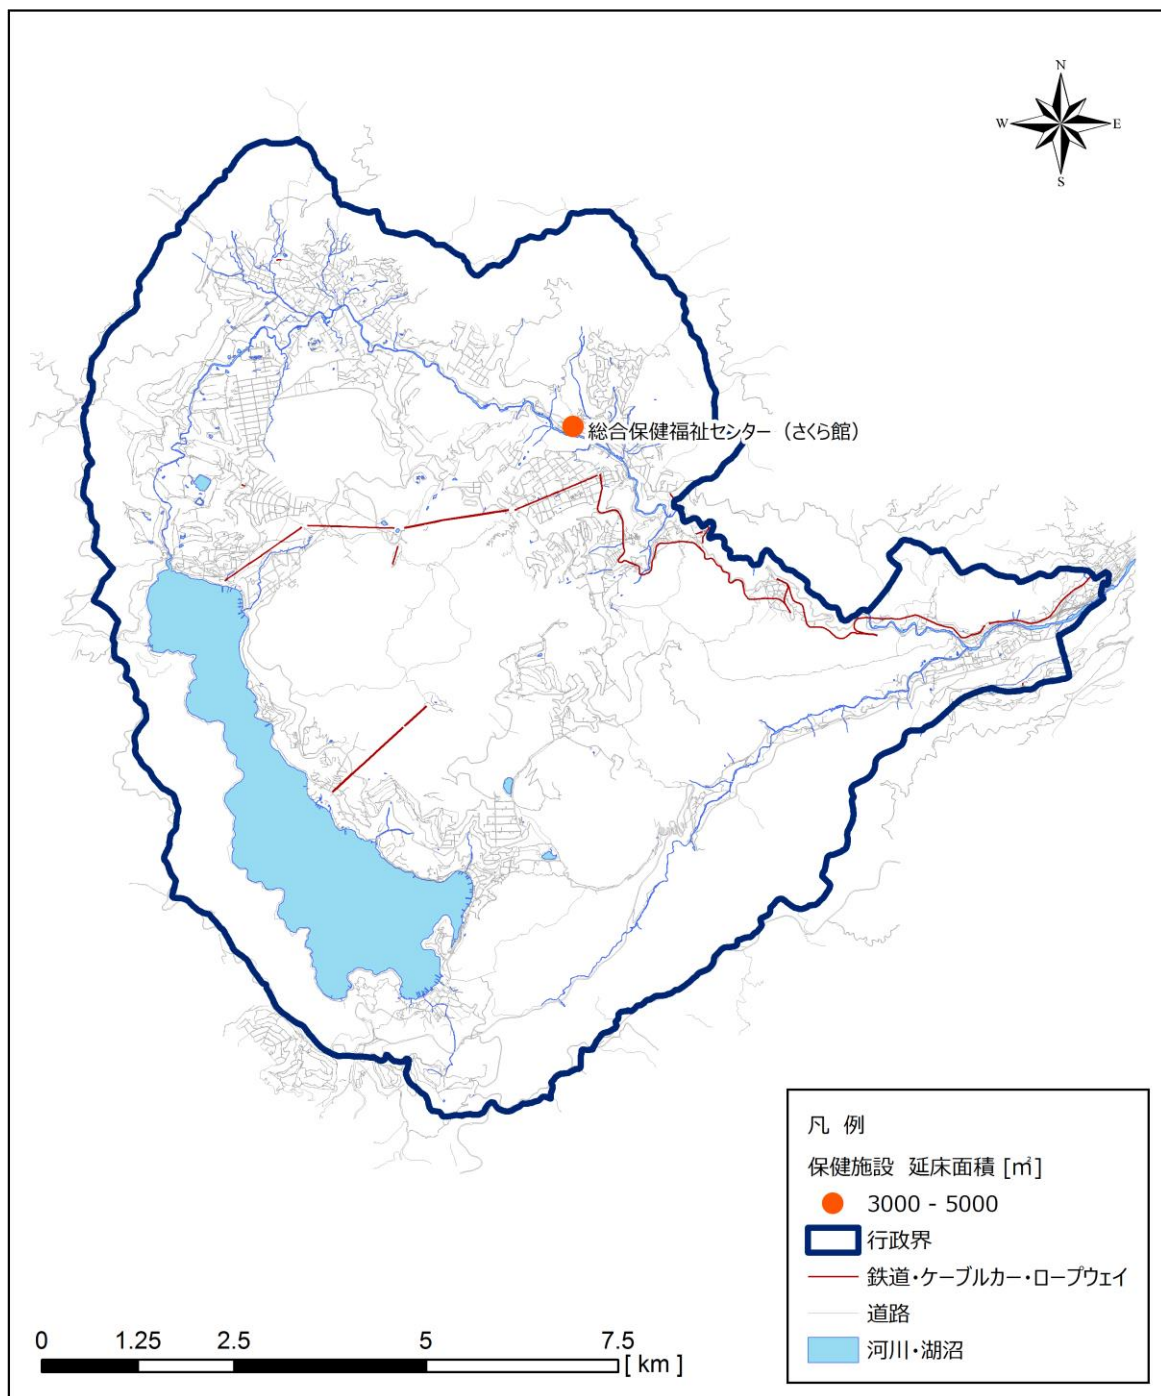 N
W E
S
総合保健福祉センター（さくら館）
凡 例
保健施設 延床面積 [㎡]
3000 - 5000
行政界
鉄道・ケーブルカー・ロープウェイ
道路
河川・湖沼
0 1.25 2.5 5 7.5
[ km ]